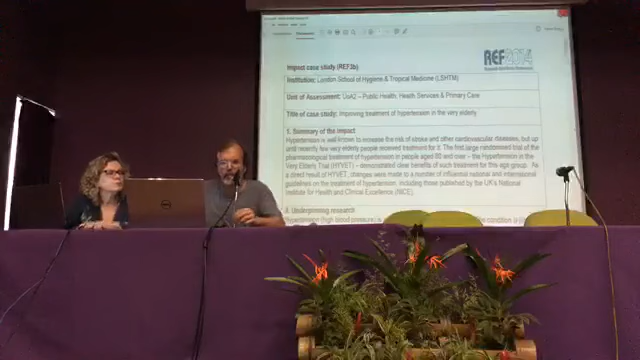 Impact case study (REF3b)
REF
Institution: London School of Hygiene & Tropical Medicine (LSHTM)
Unit of Assessment: UoA2 – Public Health, Health Services & Primary Care
Title of case study: Improving treatment of hypertension in the very elderly
1. Summary of the impact
Hypertension is well known to increase the risk of stroke and other cardiovascular diseases, but up
until recently few very elderly people received treatment for it. The first large randomised trial of the
pharmacological treatment of hypertension in people aged 80 and over – the Hypertension in
the Very Elderly Trial (HYVET) – demonstrated clear benefits of such treatment for this age group. As
a direct result of HYVET, changes were made to a number of influential national and international
guidelines on the treatment of hypertension, including those published by the UK's National
Institute for Health and Clinical Excellence (NICE).
2. Underpinning research
Hypertension (high blood pressure) is
condition